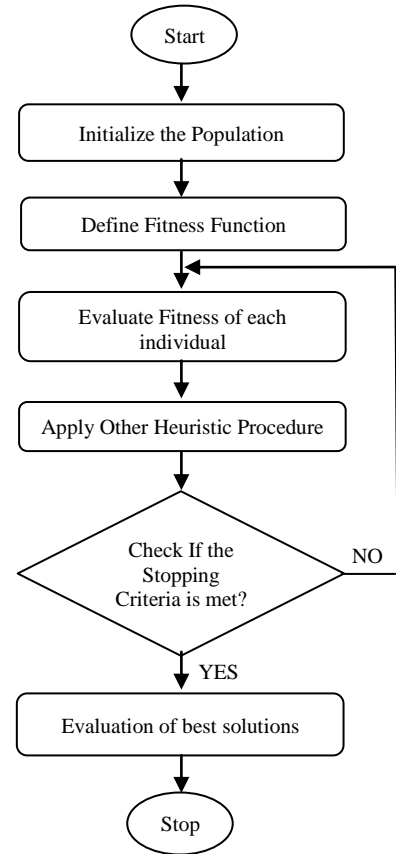 Start
Initialize the Population
Define Fitness Function
Evaluate Fitness of each
individual
Apply Other Heuristic Procedure
Check If the
Stopping
Criteria is met?
NO
YES
Evaluation of best solutions
Stop